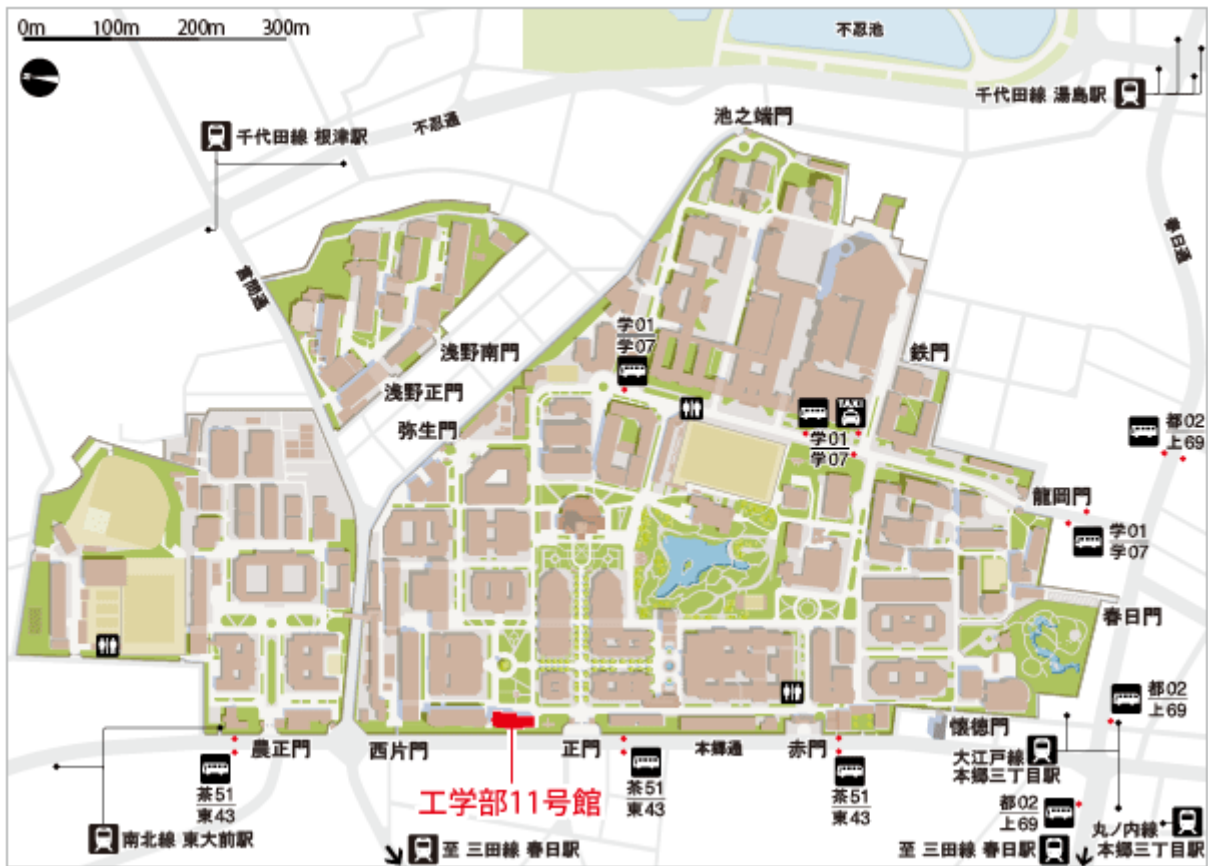 0m 100m 200m 300m
不忍池
千代田線 湯島駅
池之端門
不忍通
千代田線 根津駅
春日通
言問通
学01
学07
浅野南門
鉄門
浅野正門
TAXI
弥生門
学01
学07
都02
上69
龍岡門
学01
学07
春日門
都02
上69
懐徳門
農正門
西片門
正門
本郷通
赤門
大江戸線
本郷三丁目駅
茶51
東43
工学部11号館
茶51
東43
茶51
東43
都02
上69
丸ノ内線
本郷三丁目駅
南北線 東大前駅
至 三田線 春日駅
至 三田線 春日駅